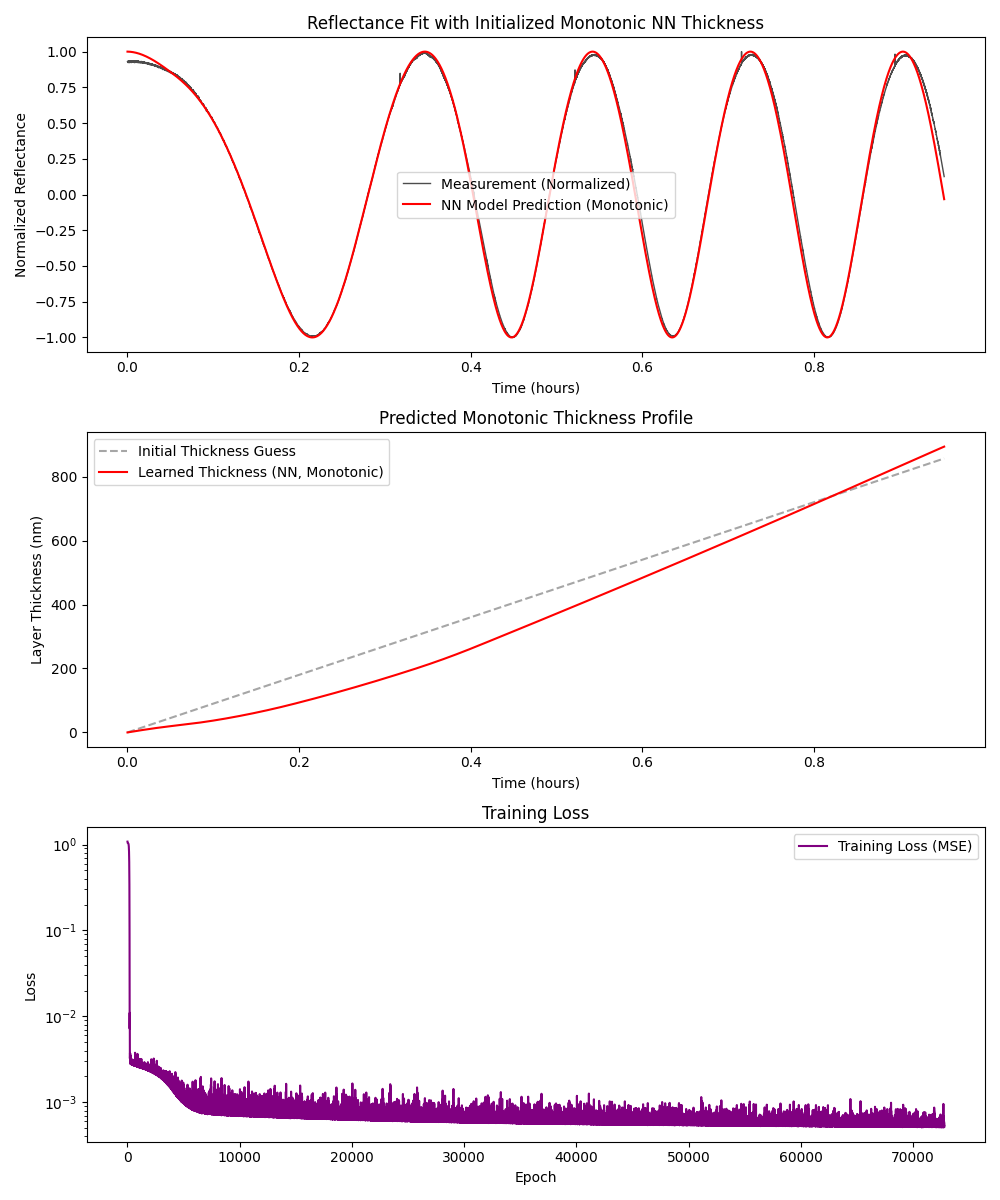 Reflectance Fit with Initialized Monotonic NN Thickness
Normalized Reflectance
1.00
0.75
0.50
0.25
0.00
−0.25
−0.50
−0.75
−1.00
Measurement (Normalized)
NN Model Prediction (Monotonic)
0.0 0.2 0.4 0.6 0.8
Time (hours)
Predicted Monotonic Thickness Profile
Layer Thickness (nm)
800
600
400
200
0
Initial Thickness Guess
Learned Thickness (NN, Monotonic)
0.0 0.2 0.4 0.6 0.8
Time (hours)
Training Loss
Loss
10⁰
10⁻¹
10⁻²
10⁻³
Training Loss (MSE)
0 10000 20000 30000 40000 50000 60000 70000
Epoch